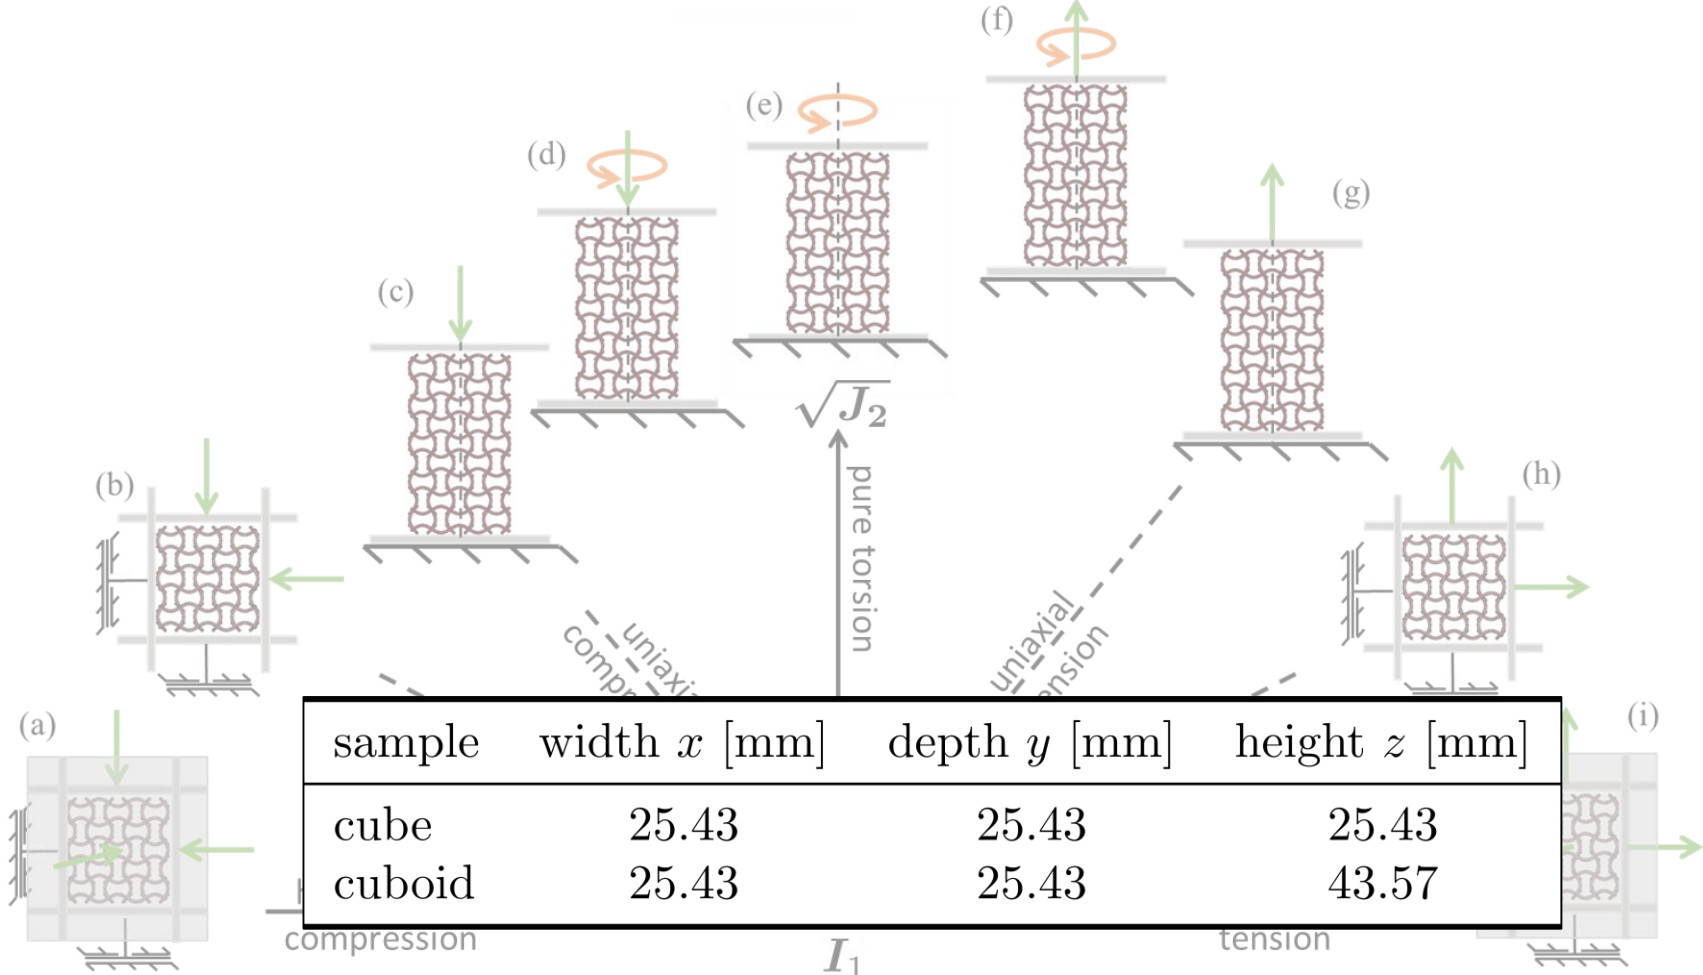 (f)
(e)
(d)
(g)
(c)
√J₂
(b)
(h)
pure torsion
uniaxial
uniaxial
tension
(a)
(i)
sample width x [mm] depth y [mm] height z [mm]
cube 25.43 25.43 25.43
cuboid 25.43 25.43 43.57
compression
tension
I₁